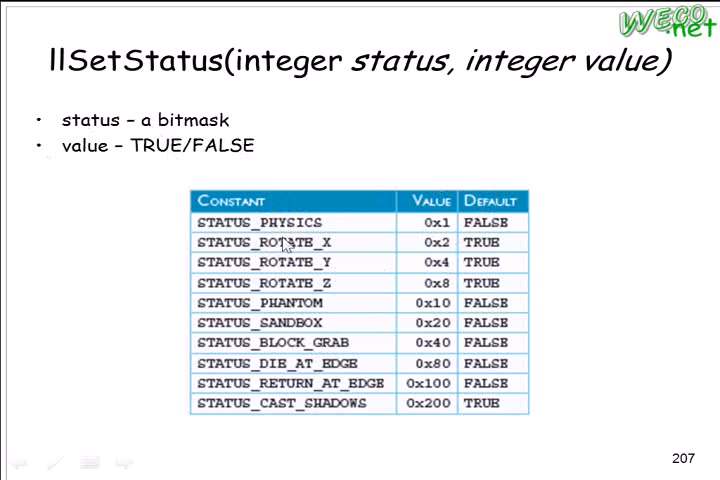 WECO
.net
llSetStatus(integer status, integer value)
• status – a bitmask
• value – TRUE/FALSE
CONSTANT VALUE DEFAULT
STATUS_PHYSICS 0x1 FALSE
STATUS_ROTATE_X 0x2 TRUE
STATUS_ROTATE_Y 0x4 TRUE
STATUS_ROTATE_Z 0x8 TRUE
STATUS_PHANTOM 0x10 FALSE
STATUS_SANDBOX 0x20 FALSE
STATUS_BLOCK_GRAB 0x40 FALSE
STATUS_DIE_AT_EDGE 0x80 FALSE
STATUS_RETURN_AT_EDGE 0x100 FALSE
STATUS_CAST_SHADOWS 0x200 TRUE
207